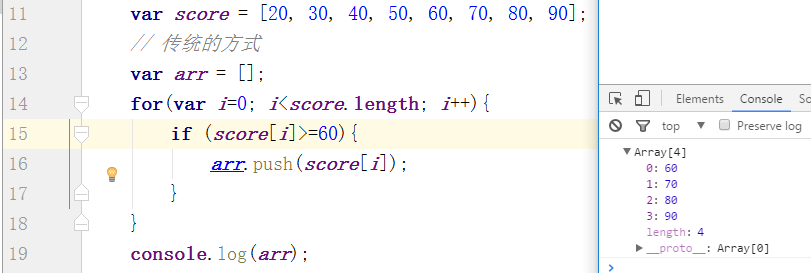 11 var score = [20, 30, 40, 50, 60, 70, 80, 90];
12 // 传统的方式
13 var arr = [];
14 for(var i=0; i<score.length; i++){
15 if (score[i]>=60){
16 arr.push(score[i]);
17 }
18 }
19 console.log(arr);
Elements Console So
top Preserve log
Array[4]
0: 60
1: 70
2: 80
3: 90
length: 4
__proto__: Array[0]